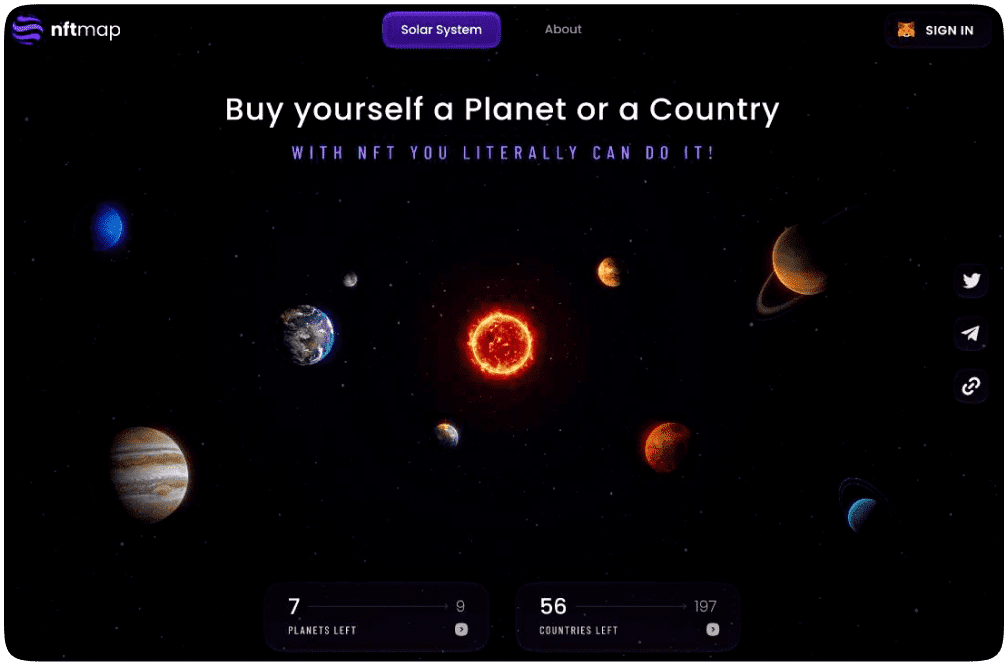 nftmap
Solar System
About
SIGN IN
Buy yourself a Planet or a Country
WITH NFT YOU LITERALLY CAN DO IT!
7
9
PLANETS LEFT
56
197
COUNTRIES LEFT